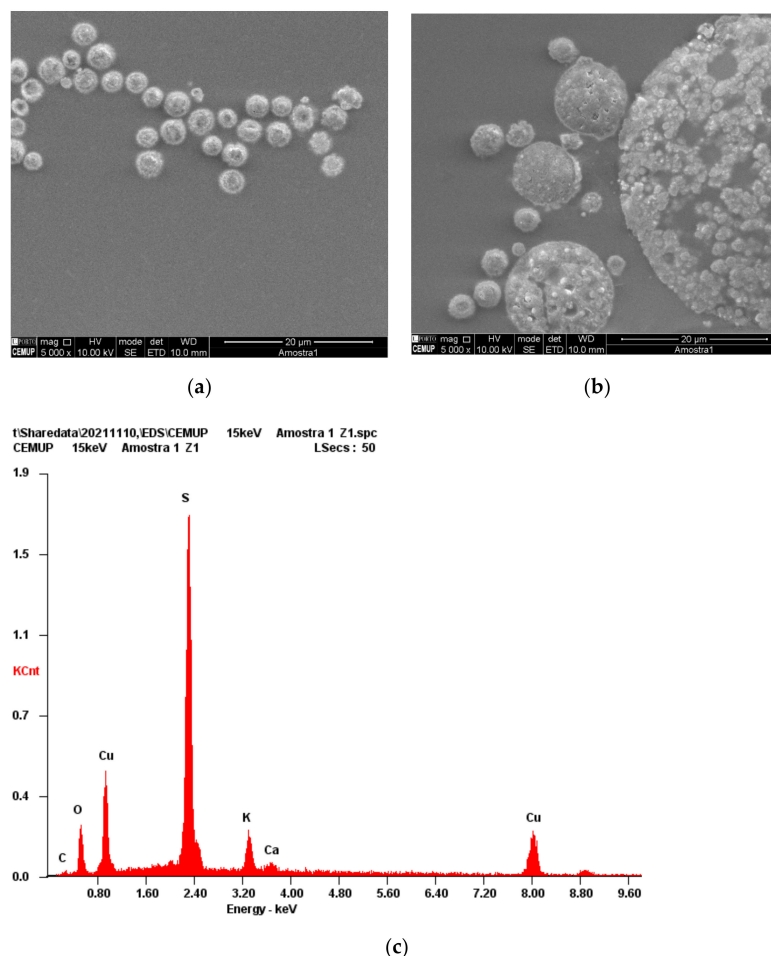 U.PORTO mag HV mode det WD 20 µm
CEMUP 5 000 x 10.00 kV SE ETD 10.0 mm Amostra1
U.PORTO mag HV mode det WD 20 µm
CEMUP 5 000 x 10.00 kV SE ETD 10.0 mm Amostra1
(a)
(b)
t\Sharedata\20211110,\EDS\CEMUP 15keV Amostra 1 Z1.spc
CEMUP 15keV Amostra 1 Z1 LSecs : 50
1.9
S
1.5
1.1
KCnt
0.7
Cu
0.4
O
K
Cu
Ca
C
0.0
0.80 1.60 2.40 3.20 4.00 4.80 5.60 6.40 7.20 8.00 8.80 9.60
Energy - keV
(c)